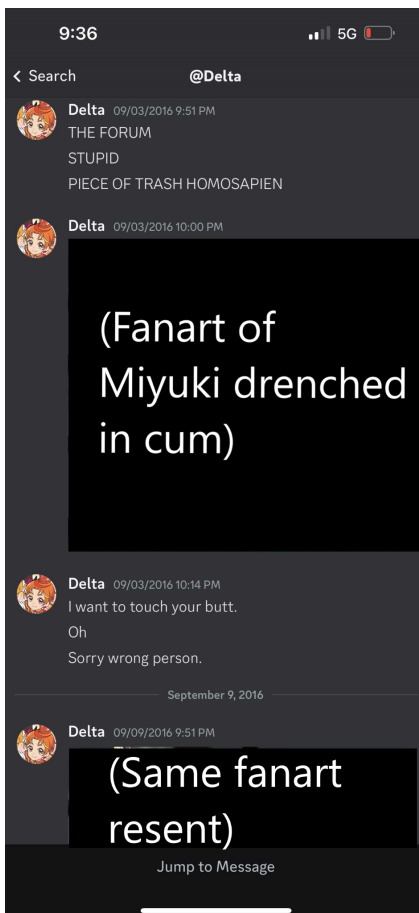 9:36
5G
Search
@Delta
Delta 09/03/2016 9:51 PM
THE FORUM
STUPID
PIECE OF TRASH HOMOSAPIEN
Delta 09/03/2016 10:00 PM
(Fanart of
Miyuki drenched
in cum)
Delta 09/03/2016 10:14 PM
I want to touch your butt.
Oh
Sorry wrong person.
September 9, 2016
Delta 09/09/2016 9:51 PM
(Same fanart
resent)
Jump to Message